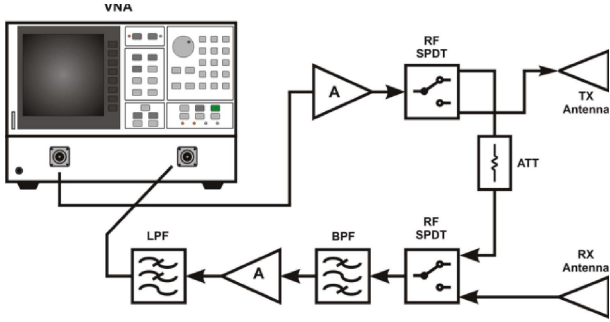 VNA
RF
SPDT
A
TX
Antenna
ATT
RF
SPDT
LPF
A
BPF
RX
Antenna